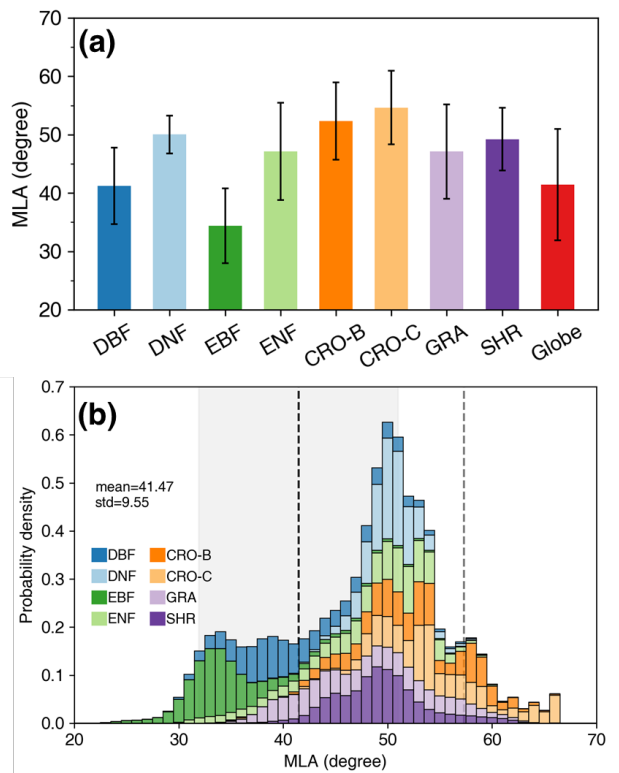 (a)
MLA (degree)
70
60
50
40
30
20
DBF DNF EBF ENF CRO-B CRO-C GRA SHR Globe
(b)
Probability density
0.7
0.6
0.5
0.4
0.3
0.2
0.1
0.0
mean=41.47
std=9.55
DBF CRO-B
DNF CRO-C
EBF GRA
ENF SHR
20 30 40 50 60 70
MLA (degree)